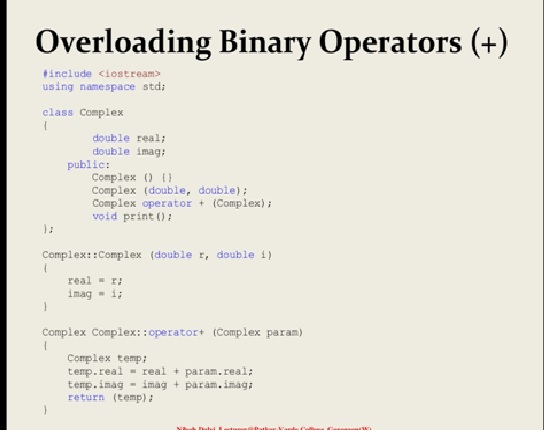 Overloading Binary Operators (+)
#include <iostream>
using namespace std;
class Complex
{
double real;
double imag;
public:
Complex () {}
Complex (double, double);
Complex operator + (Complex);
void print();
};
Complex::Complex (double r, double i)
{
real = r;
imag = i;
}
Complex Complex::operator+ (Complex param)
{
Complex temp;
temp.real = real + param.real;
temp.imag = imag + param.imag;
return (temp);
}